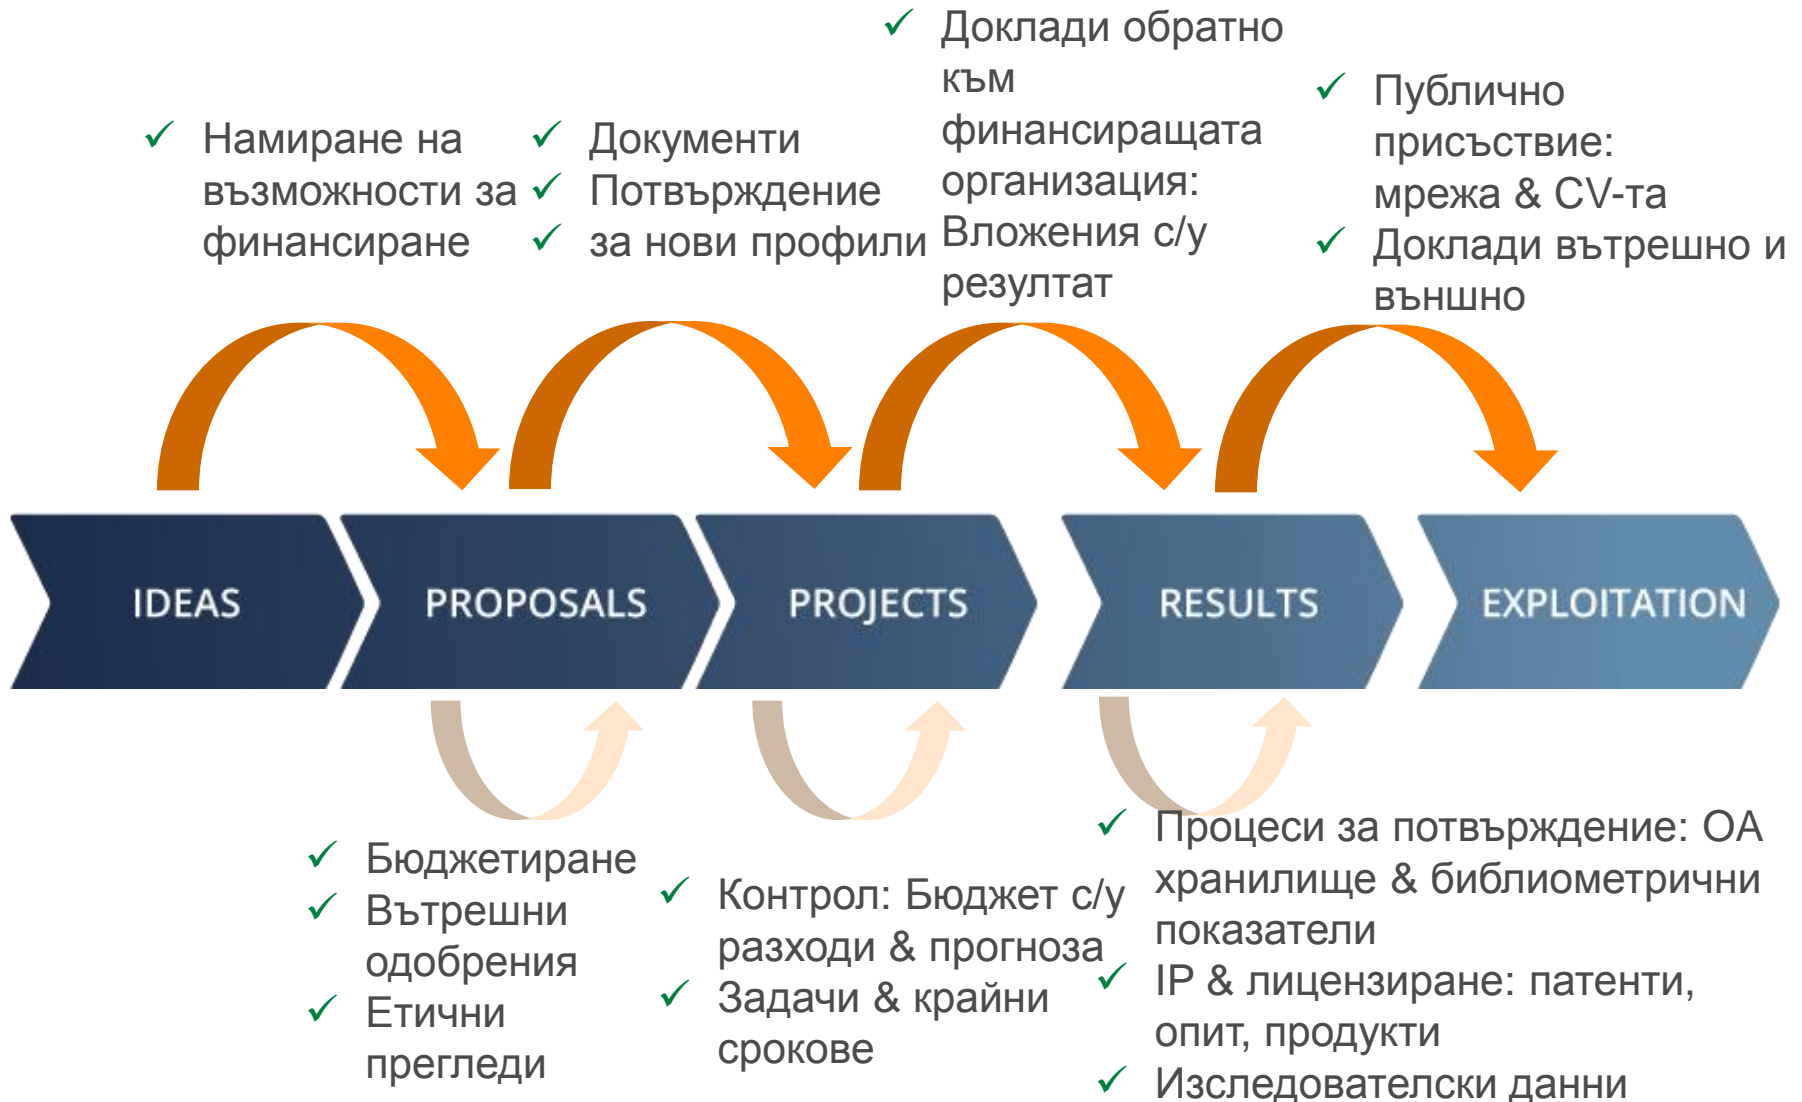 Намиране на
възможности за
финансиране
Документи
Потвърждение
за нови профили
Доклади обратно
към
финансиращата
организация:
Вложения с/у
резултат
Публично
присъствие:
мрежа & CV-та
Доклади вътрешно и
външно
IDEAS
PROPOSALS
PROJECTS
RESULTS
EXPLOITATION
Бюджетиране
Вътрешни
одобрения
Етични
прегледи
Контрол: Бюджет с/у
разходи & прогноза
Задачи & крайни
срокове
Процеси за потвърждение: ОА
хранилище & библиометрични
показатели
IP & лицензиране: патенти,
опит, продукти
Изследователски данни